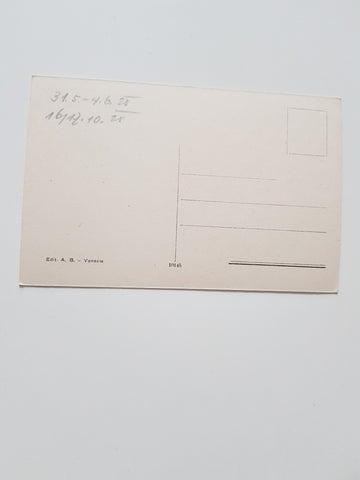 31.5.-4.6.25
16/17.10.25
Edit. A. B. - Venezia